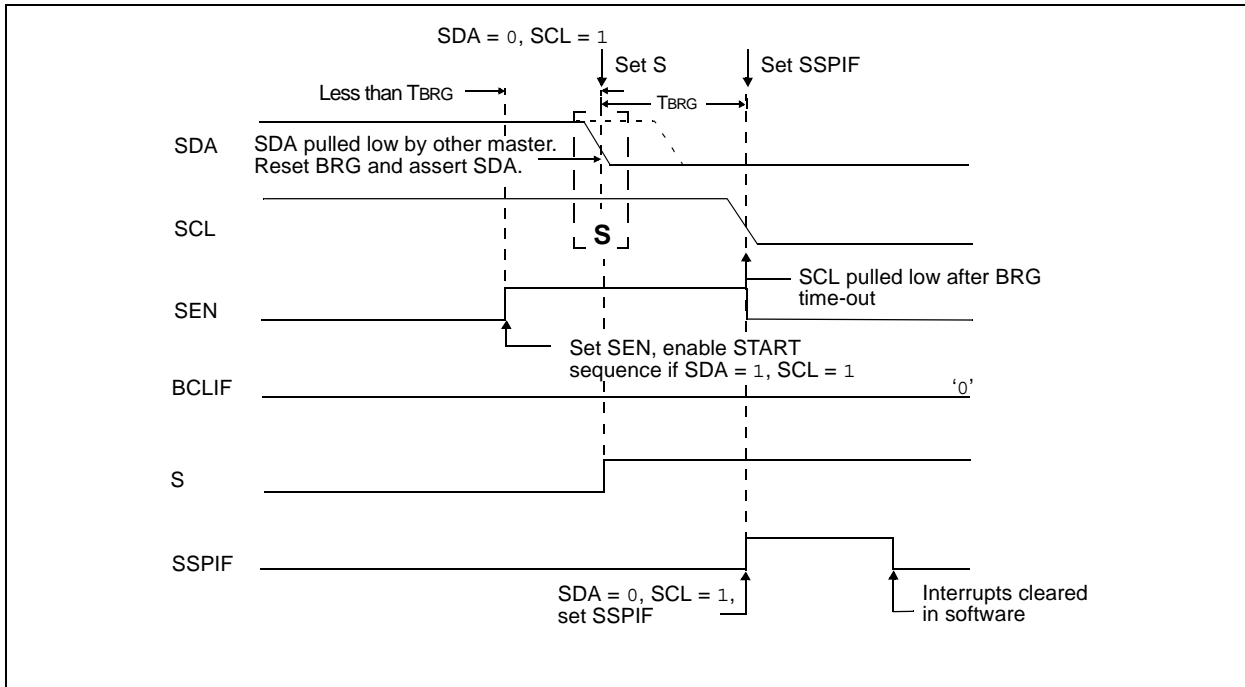 SDA = 0, SCL = 1
Set S
Set SSPIF
Less than TBRG
TBRG
SDA
SDA pulled low by other master.
Reset BRG and assert SDA.
SCL
S
SCL pulled low after BRG
time-out
SEN
Set SEN, enable START
sequence if SDA = 1, SCL = 1
BCLIF
‘0’
S
SSPIF
SDA = 0, SCL = 1,
set SSPIF
Interrupts cleared
in software